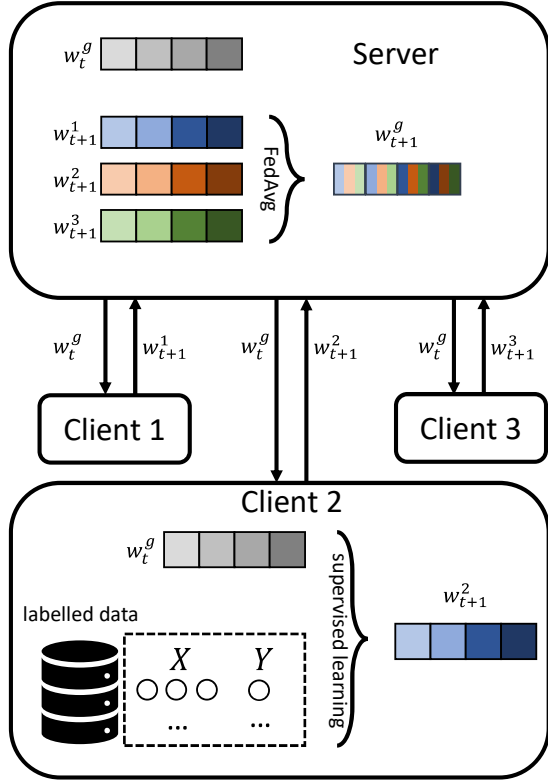 Server
w_t^g
w_{t+1}^1
w_{t+1}^2
w_{t+1}^3
FedAvg
w_{t+1}^g
w_t^g
w_{t+1}^1
w_t^g
w_{t+1}^2
w_t^g
w_{t+1}^3
Client 1
Client 3
Client 2
w_t^g
supervised learning
w_{t+1}^2
labelled data
X Y
... ...